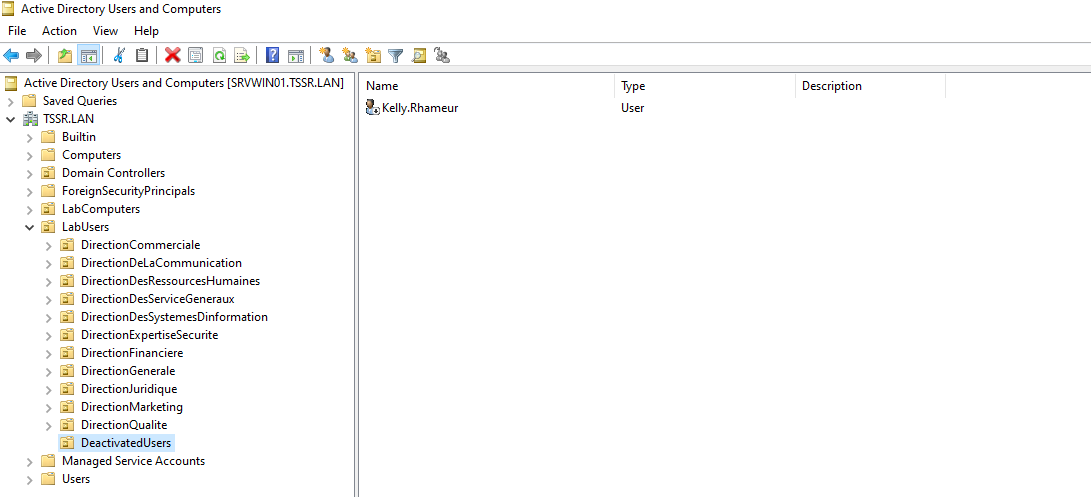 Active Directory Users and Computers
File Action View Help
Active Directory Users and Computers [SRVWIN01.TSSR.LAN]
Saved Queries
TSSR.LAN
Builtin
Computers
Domain Controllers
ForeignSecurityPrincipals
LabComputers
LabUsers
DirectionCommerciale
DirectionDeLaCommunication
DirectionDesRessourcesHumaines
DirectionDesServiceGeneraux
DirectionDesSystemesDinformation
DirectionExpertiseSecurite
DirectionFinanciere
DirectionGenerale
DirectionJuridique
DirectionMarketing
DirectionQualite
DeactivatedUsers
Managed Service Accounts
Users
Name Type Description
Kelly.Rhameur User